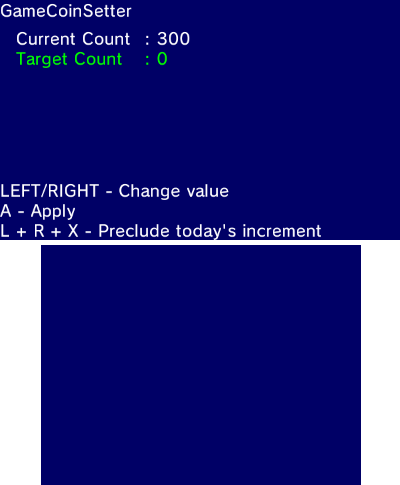 GameCoinSetter
Current Count : 300
Target Count : 0
LEFT/RIGHT - Change value
A - Apply
L + R + X - Preclude today's increment